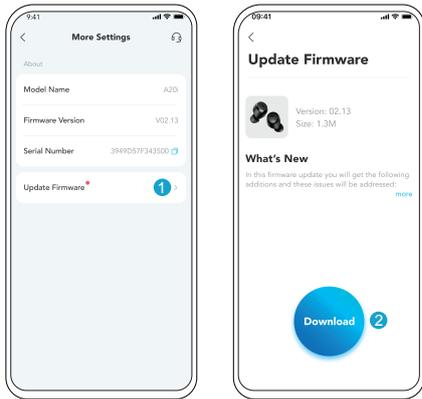 9:41
More Settings
About
Model Name A20i
Firmware Version V02.13
Serial Number 3949D57F343500
Update Firmware 1
09:41
Update Firmware
Version: 02.13
Size: 1.3M
What's New
In this firmware update you will get the following
additions and these issues will be addressed:
more
Download 2